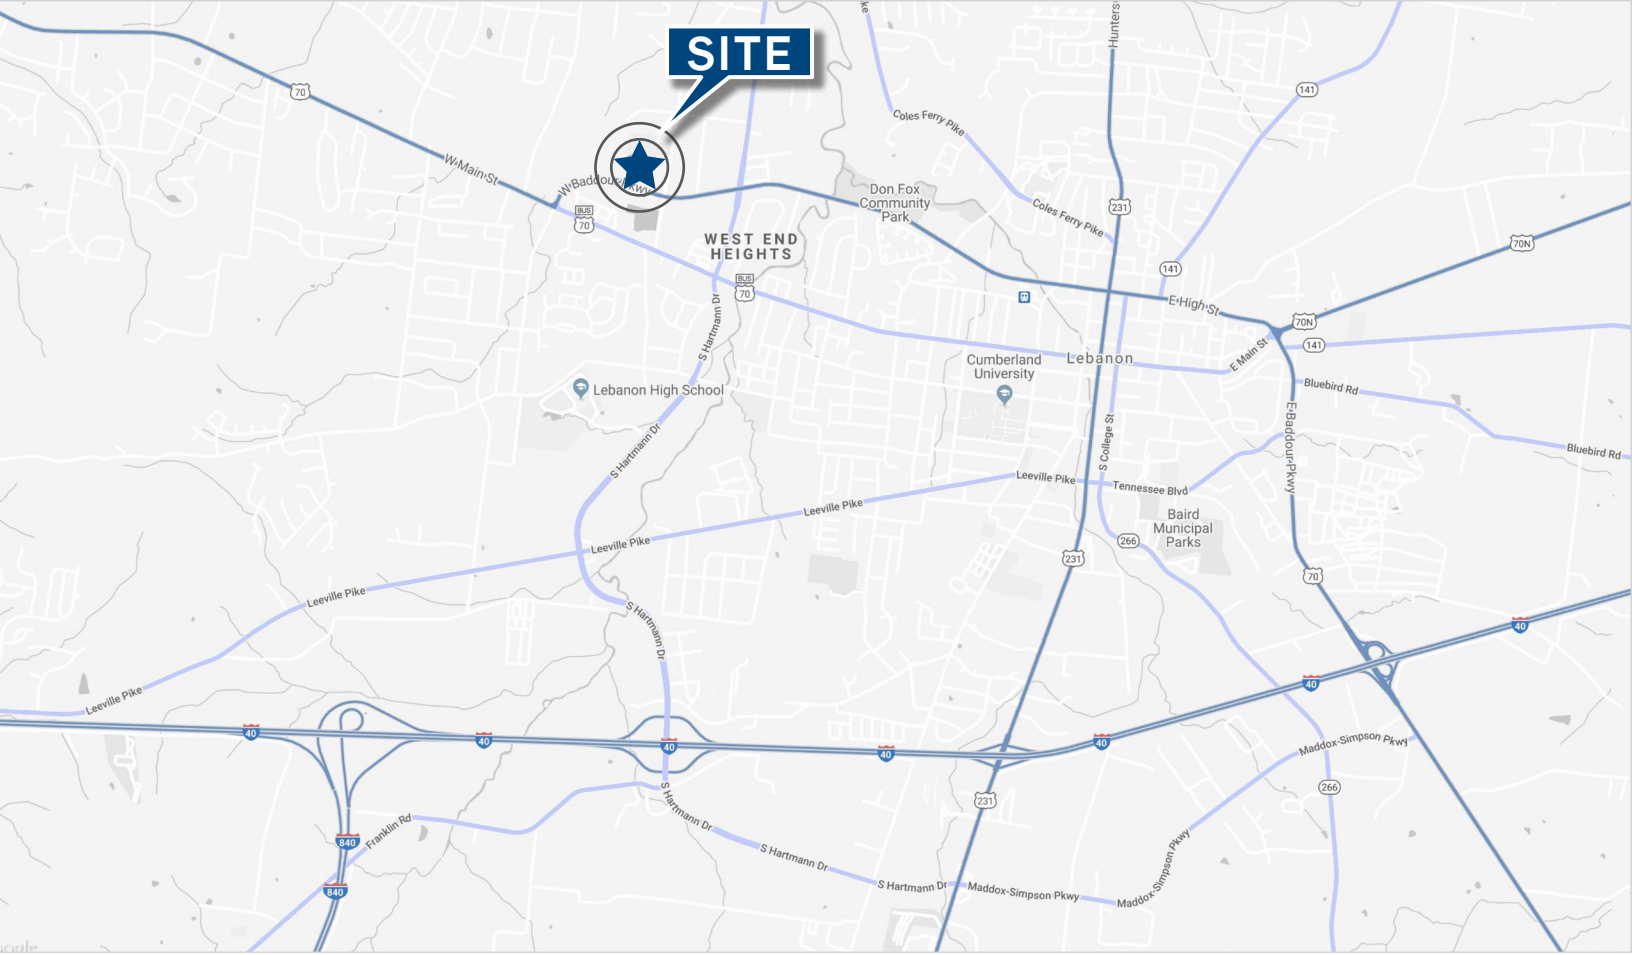 SITE
ke
Hunters
70
141
Coles Ferry Pike
W Main St
W Baddour Pkwy
BUS
70
Don Fox
Community
Park
Coles Ferry Pike
231
WEST END
HEIGHTS
70N
141
BUS
70
E High St
70N
141
S Hartmann Dr
E Main St
Cumberland
University
Lebanon
Lebanon High School
Bluebird Rd
E Baddour Pkwy
S Hartmann Dr
S College St
Bluebird Rd
Leeville Pike
Tennessee Blvd
Leeville Pike
Baird
Municipal
Parks
Leeville Pike
266
231
70
Leeville Pike
S Hartmann Dr
40
40
Leeville Pike
40
40
40
40
40
Maddox-Simpson Pkwy
266
231
S Hartmann Dr
Franklin Rd
840
S Hartmann Dr
Maddox-Simpson Pkwy
840
S Hartmann Dr
Maddox-Simpson Pkwy